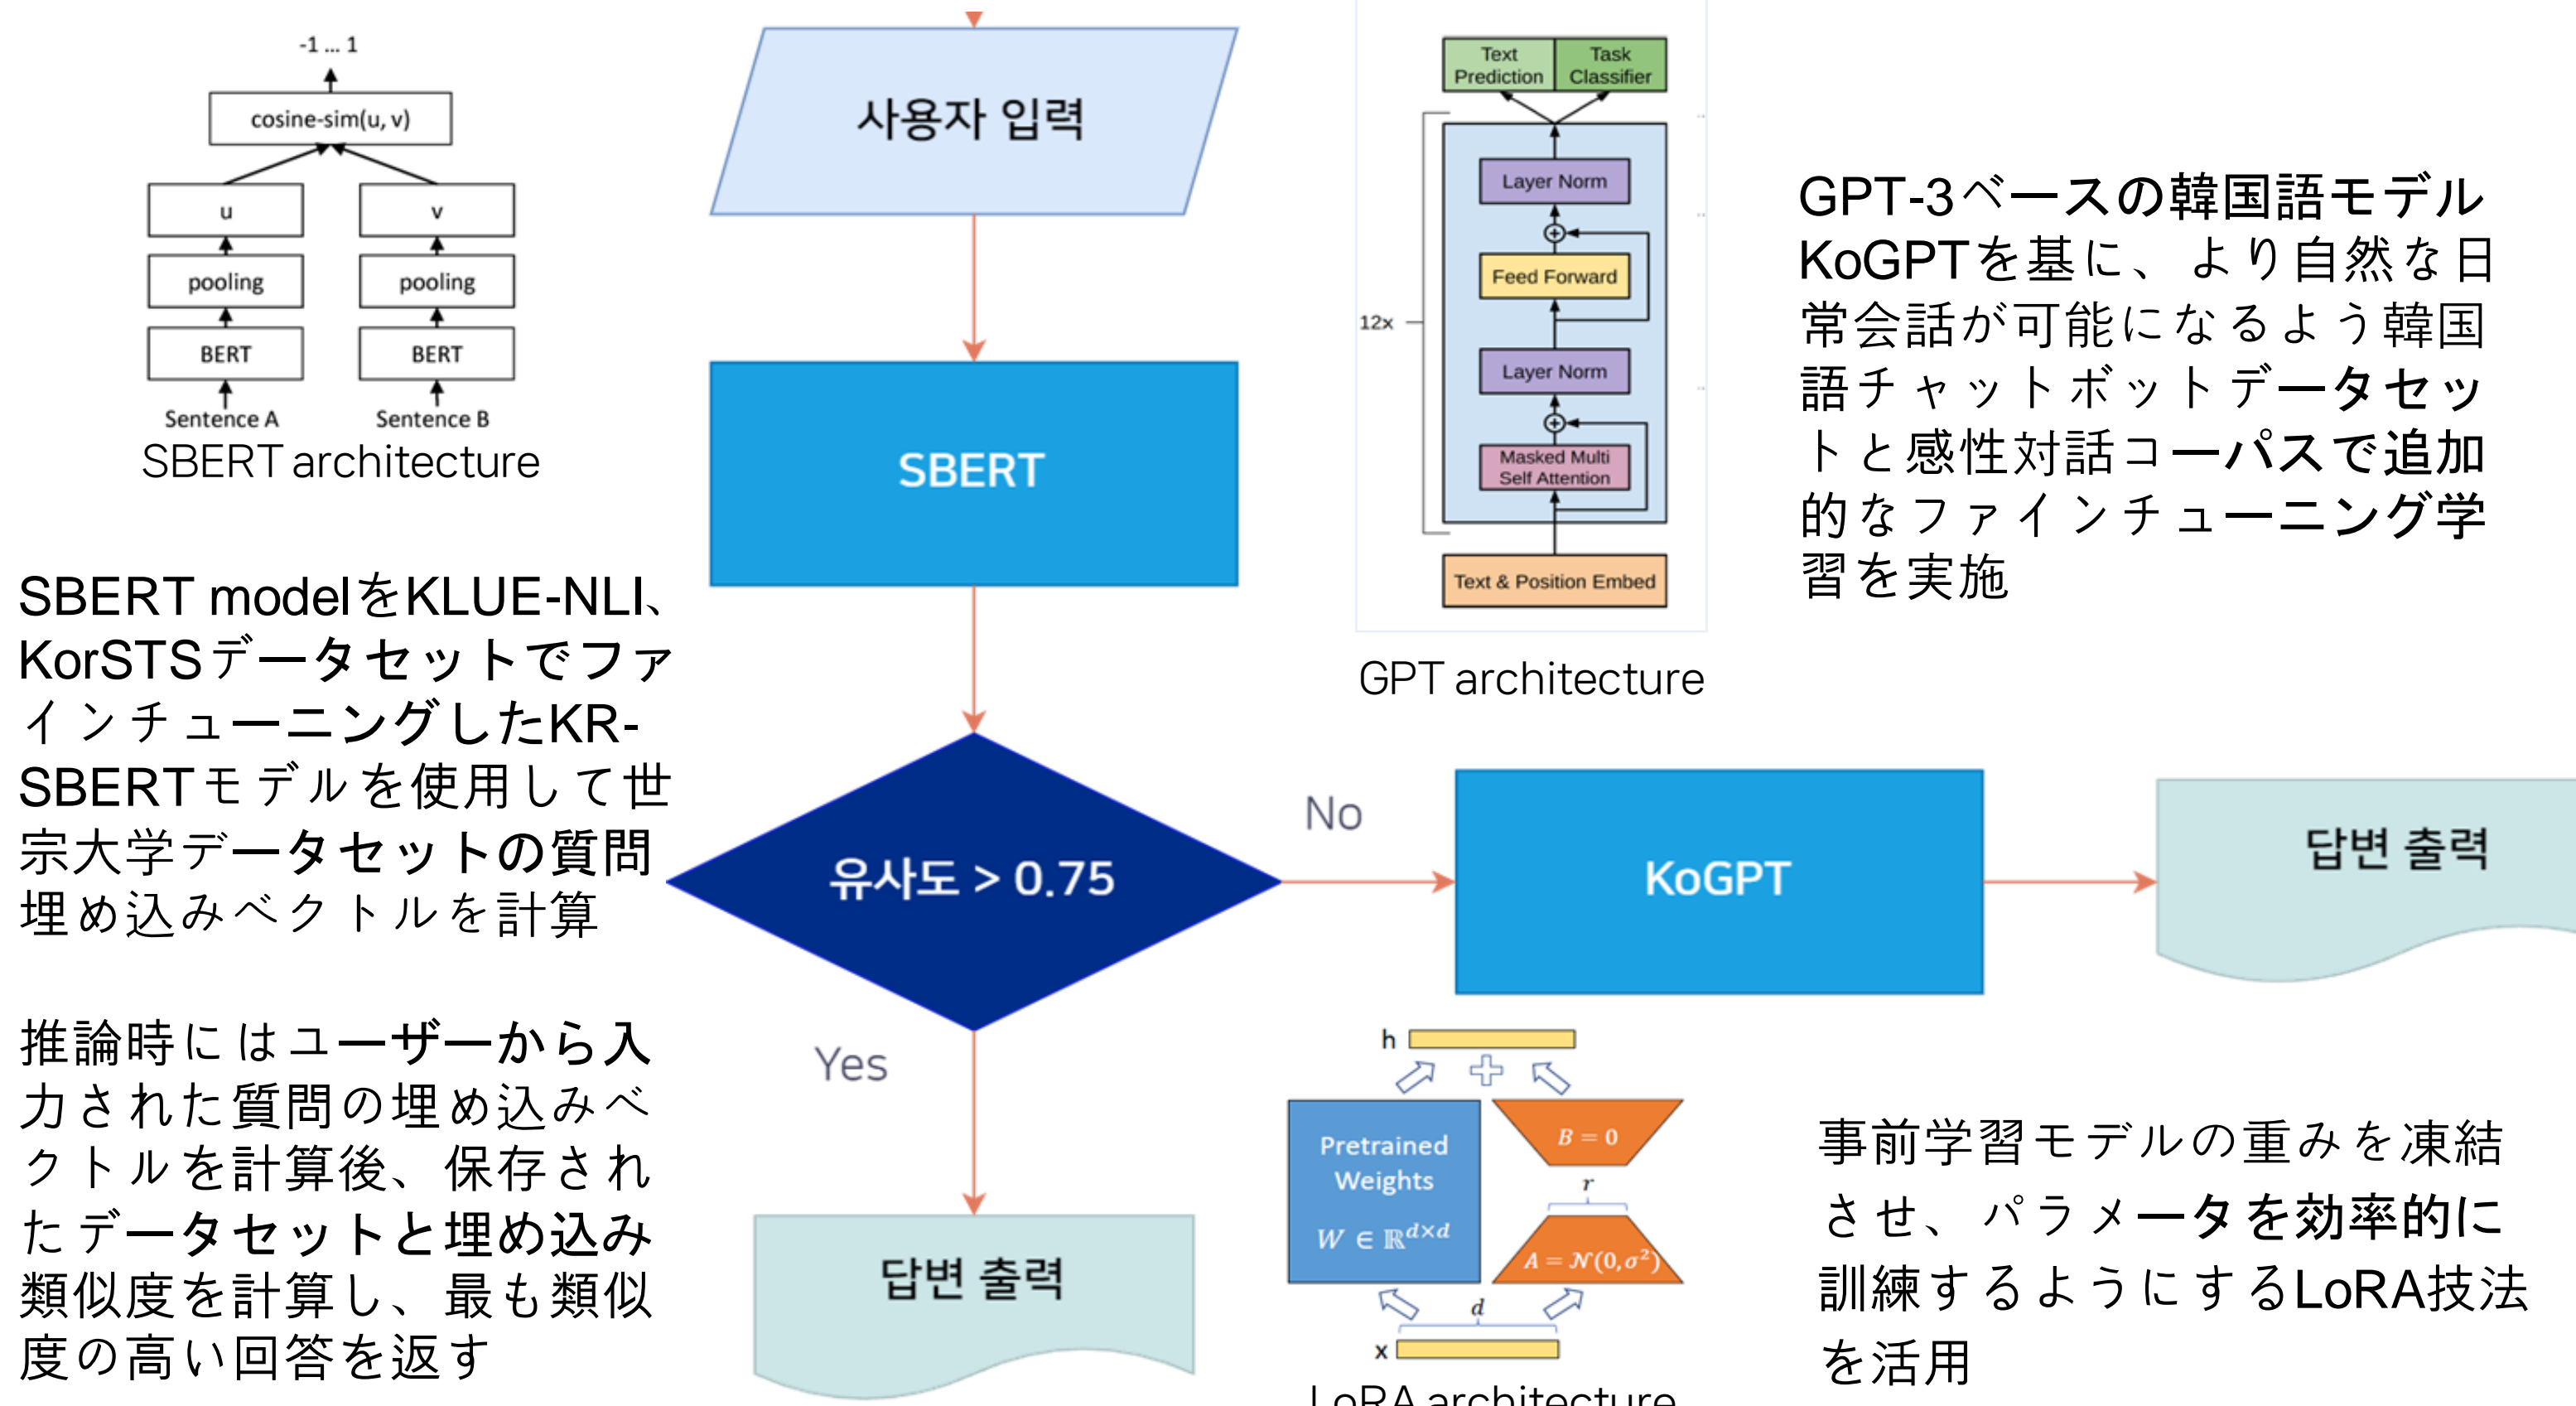 -1 ... 1
cosine-sim(u, v)
u
v
pooling
pooling
BERT
BERT
Sentence A
Sentence B
SBERT architecture
SBERT modelをKLUE-NLI、
KorSTSデータセットでファ
インチューニングしたKR-
SBERTモデルを使用して世
宗大学データセットの質問
埋め込みベクトルを計算
推論時にはユーザーから入
力された質問の埋め込みベ
クトルを計算後、保存され
たデータセットと埋め込み
類似度を計算し、最も類似
度の高い回答を返す
사용자 입력
SBERT
유사도 > 0.75
No
Yes
KoGPT
답변 출력
답변 출력
Text
Prediction
Task
Classifier
Layer Norm
Feed Forward
12x
Layer Norm
Masked Multi
Self Attention
Text & Position Embed
GPT architecture
GPT-3ベースの韓国語モデル
KoGPTを基に、より自然な日
常会話が可能になるよう韓国
語チャットボットデータセッ
トと感性対話コーパスで追加
的なファインチューニング学
習を実施
h
Pretrained
Weights
W ∈ ℝ^{d×d}
B = 0
r
A = 𝒩(0, σ²)
d
x
LoRA architecture
事前学習モデルの重みを凍結
させ、パラメータを効率的に
訓練するようにするLoRA技法
を活用